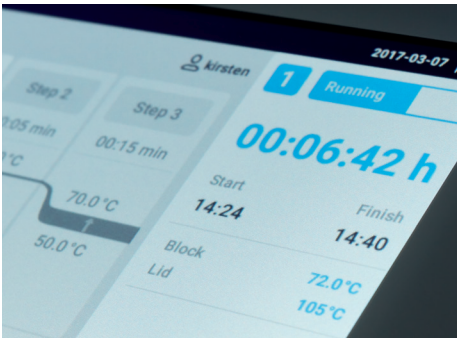 2017-03-07
kirsten
1 Running
Step 2
Step 3
0:05 min
00:15 min
00:06:42 h
°C
70.0°C
50.0°C
Start
Finish
14:24
14:40
Block
72.0°C
Lid
105°C